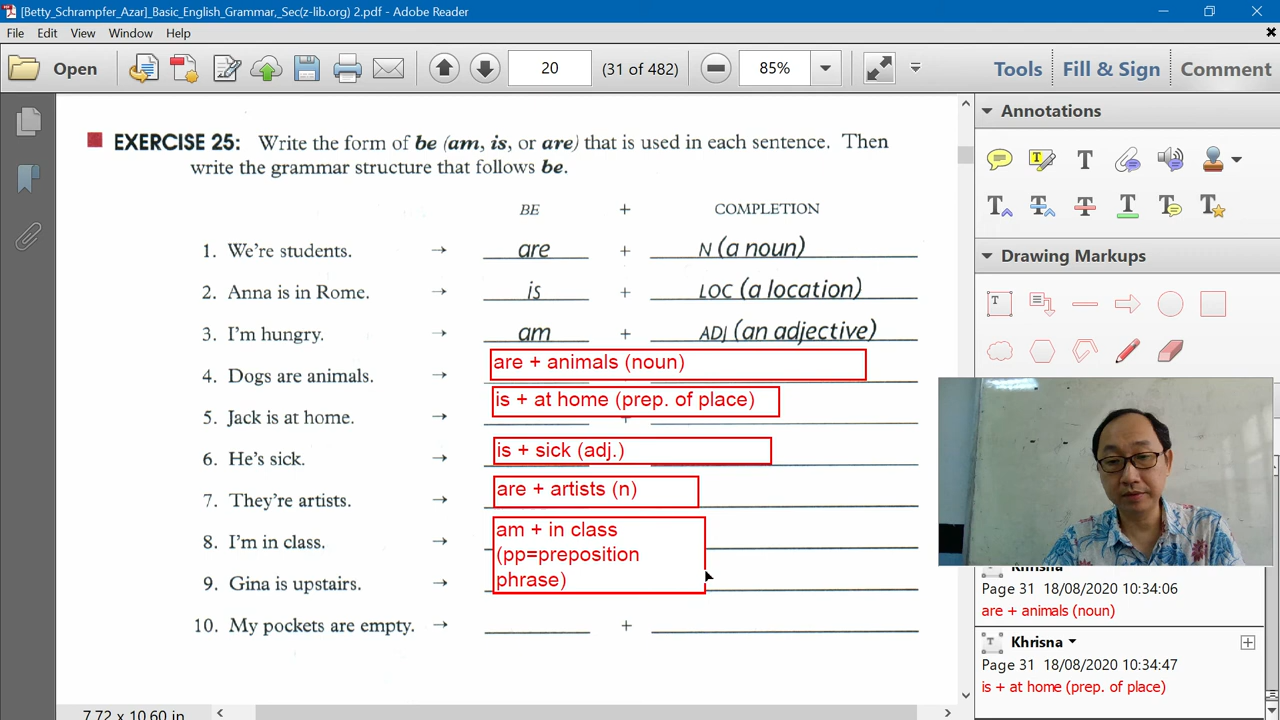 [Betty_Schrampfer_Azar]_Basic_English_Grammar,_Sec(z-lib.org) 2.pdf - Adobe Reader
File Edit View Window Help
Open 20 (31 of 482) 85% Tools Fill & Sign Comment
Annotations
EXERCISE 25: Write the form of be (am, is, or are) that is used in each sentence. Then
write the grammar structure that follows be.
BE + COMPLETION
1. We're students. → are + N (a noun)
2. Anna is in Rome. → is + LOC (a location)
3. I'm hungry. → am + ADJ (an adjective)
4. Dogs are animals. → are + animals (noun)
5. Jack is at home. → is + at home (prep. of place)
6. He's sick. → is + sick (adj.)
7. They're artists. → are + artists (n)
8. I'm in class. → am + in class
(pp=preposition
9. Gina is upstairs. → phrase)
10. My pockets are empty. → +
Drawing Markups
Khrisna
Page 31 18/08/2020 10:34:06
are + animals (noun)
Khrisna
Page 31 18/08/2020 10:34:47
is + at home (prep. of place)
7.72 x 10.60 in